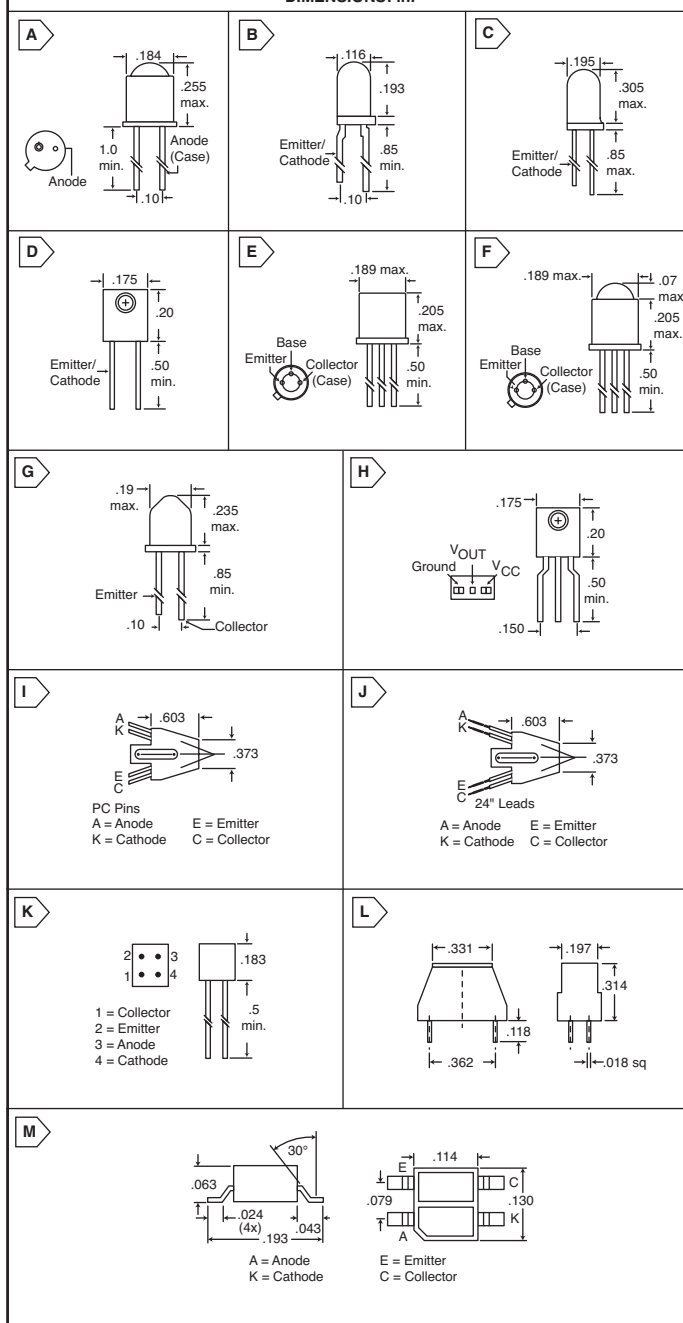 A
.184
.255
max.
1.0
min.
Anode
(Case)
Anode
.10
B
.116
.193
Emitter/
Cathode
.85
min.
.10
C
.195
.305
max.
Emitter/
Cathode
.85
max.
D
.175
.20
Emitter/
Cathode
.50
min.
E
.189 max.
.205
max.
Base
Emitter
Collector
(Case)
.50
min.
F
.189 max.
.07
max
.205
max.
Base
Emitter
Collector
(Case)
.50
min.
G
.19
max.
.235
max.
.85
min.
Emitter
.10
Collector
H
.175
.20
VOUT
Ground
VCC
.50
min.
.150
I
A
K
.603
.373
E
C
PC Pins
A = Anode E = Emitter
K = Cathode C = Collector
J
A
K
.603
.373
E
C
24" Leads
A = Anode E = Emitter
K = Cathode C = Collector
K
2 3
1 4
.183
.5
min.
1 = Collector
2 = Emitter
3 = Anode
4 = Cathode
L
.331
.197
.314
.118
.362
.018 sq
M
30°
.063
.024
(4x)
.043
.193
E
.114
C
.079
.130
K
A
A = Anode E = Emitter
K = Cathode C = Collector